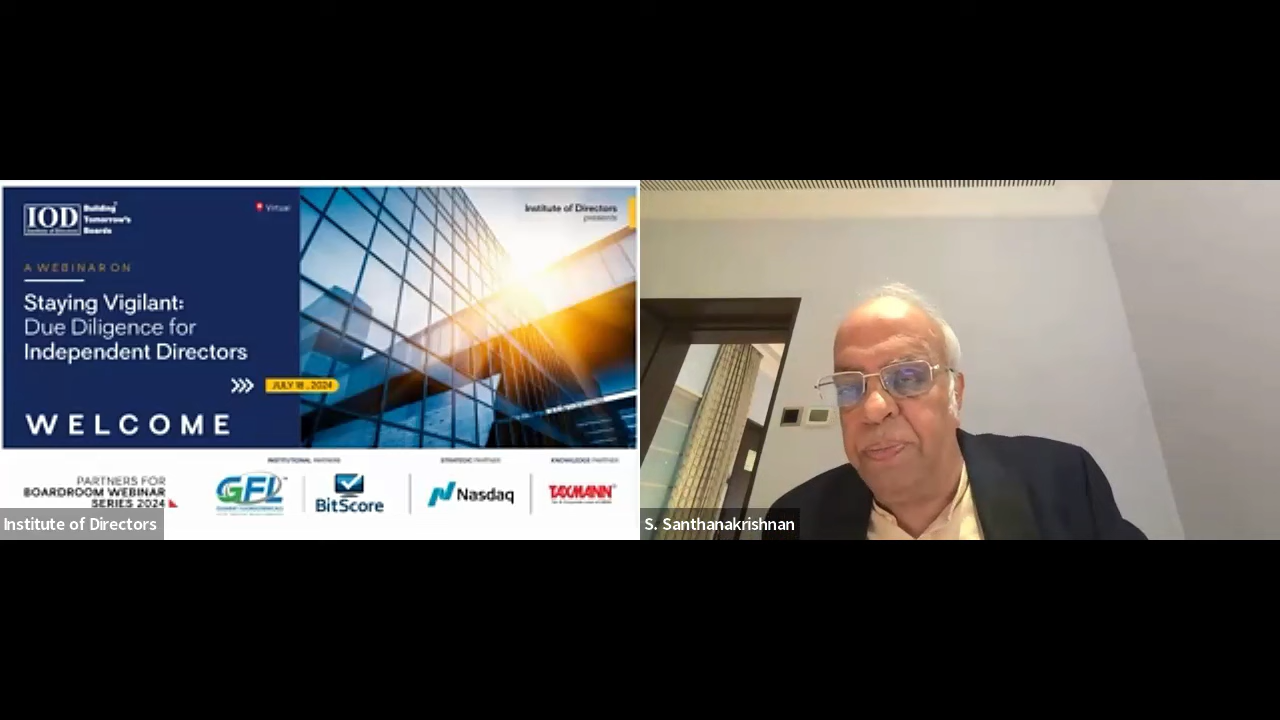 IOD
Building
Tomorrow's
Boards
Virtual
Institute of Directors
presents
A WEBINAR ON
Staying Vigilant:
Due Diligence for
Independent Directors
JULY 18, 2024
WELCOME
INSTITUTIONAL PARTNERS
STRATEGIC PARTNER
KNOWLEDGE PARTNER
PARTNERS FOR
BOARDROOM WEBINAR
SERIES 2024
GFL
BitScore
Nasdaq
TAXMANN
Institute of Directors
S. Santhanakrishnan